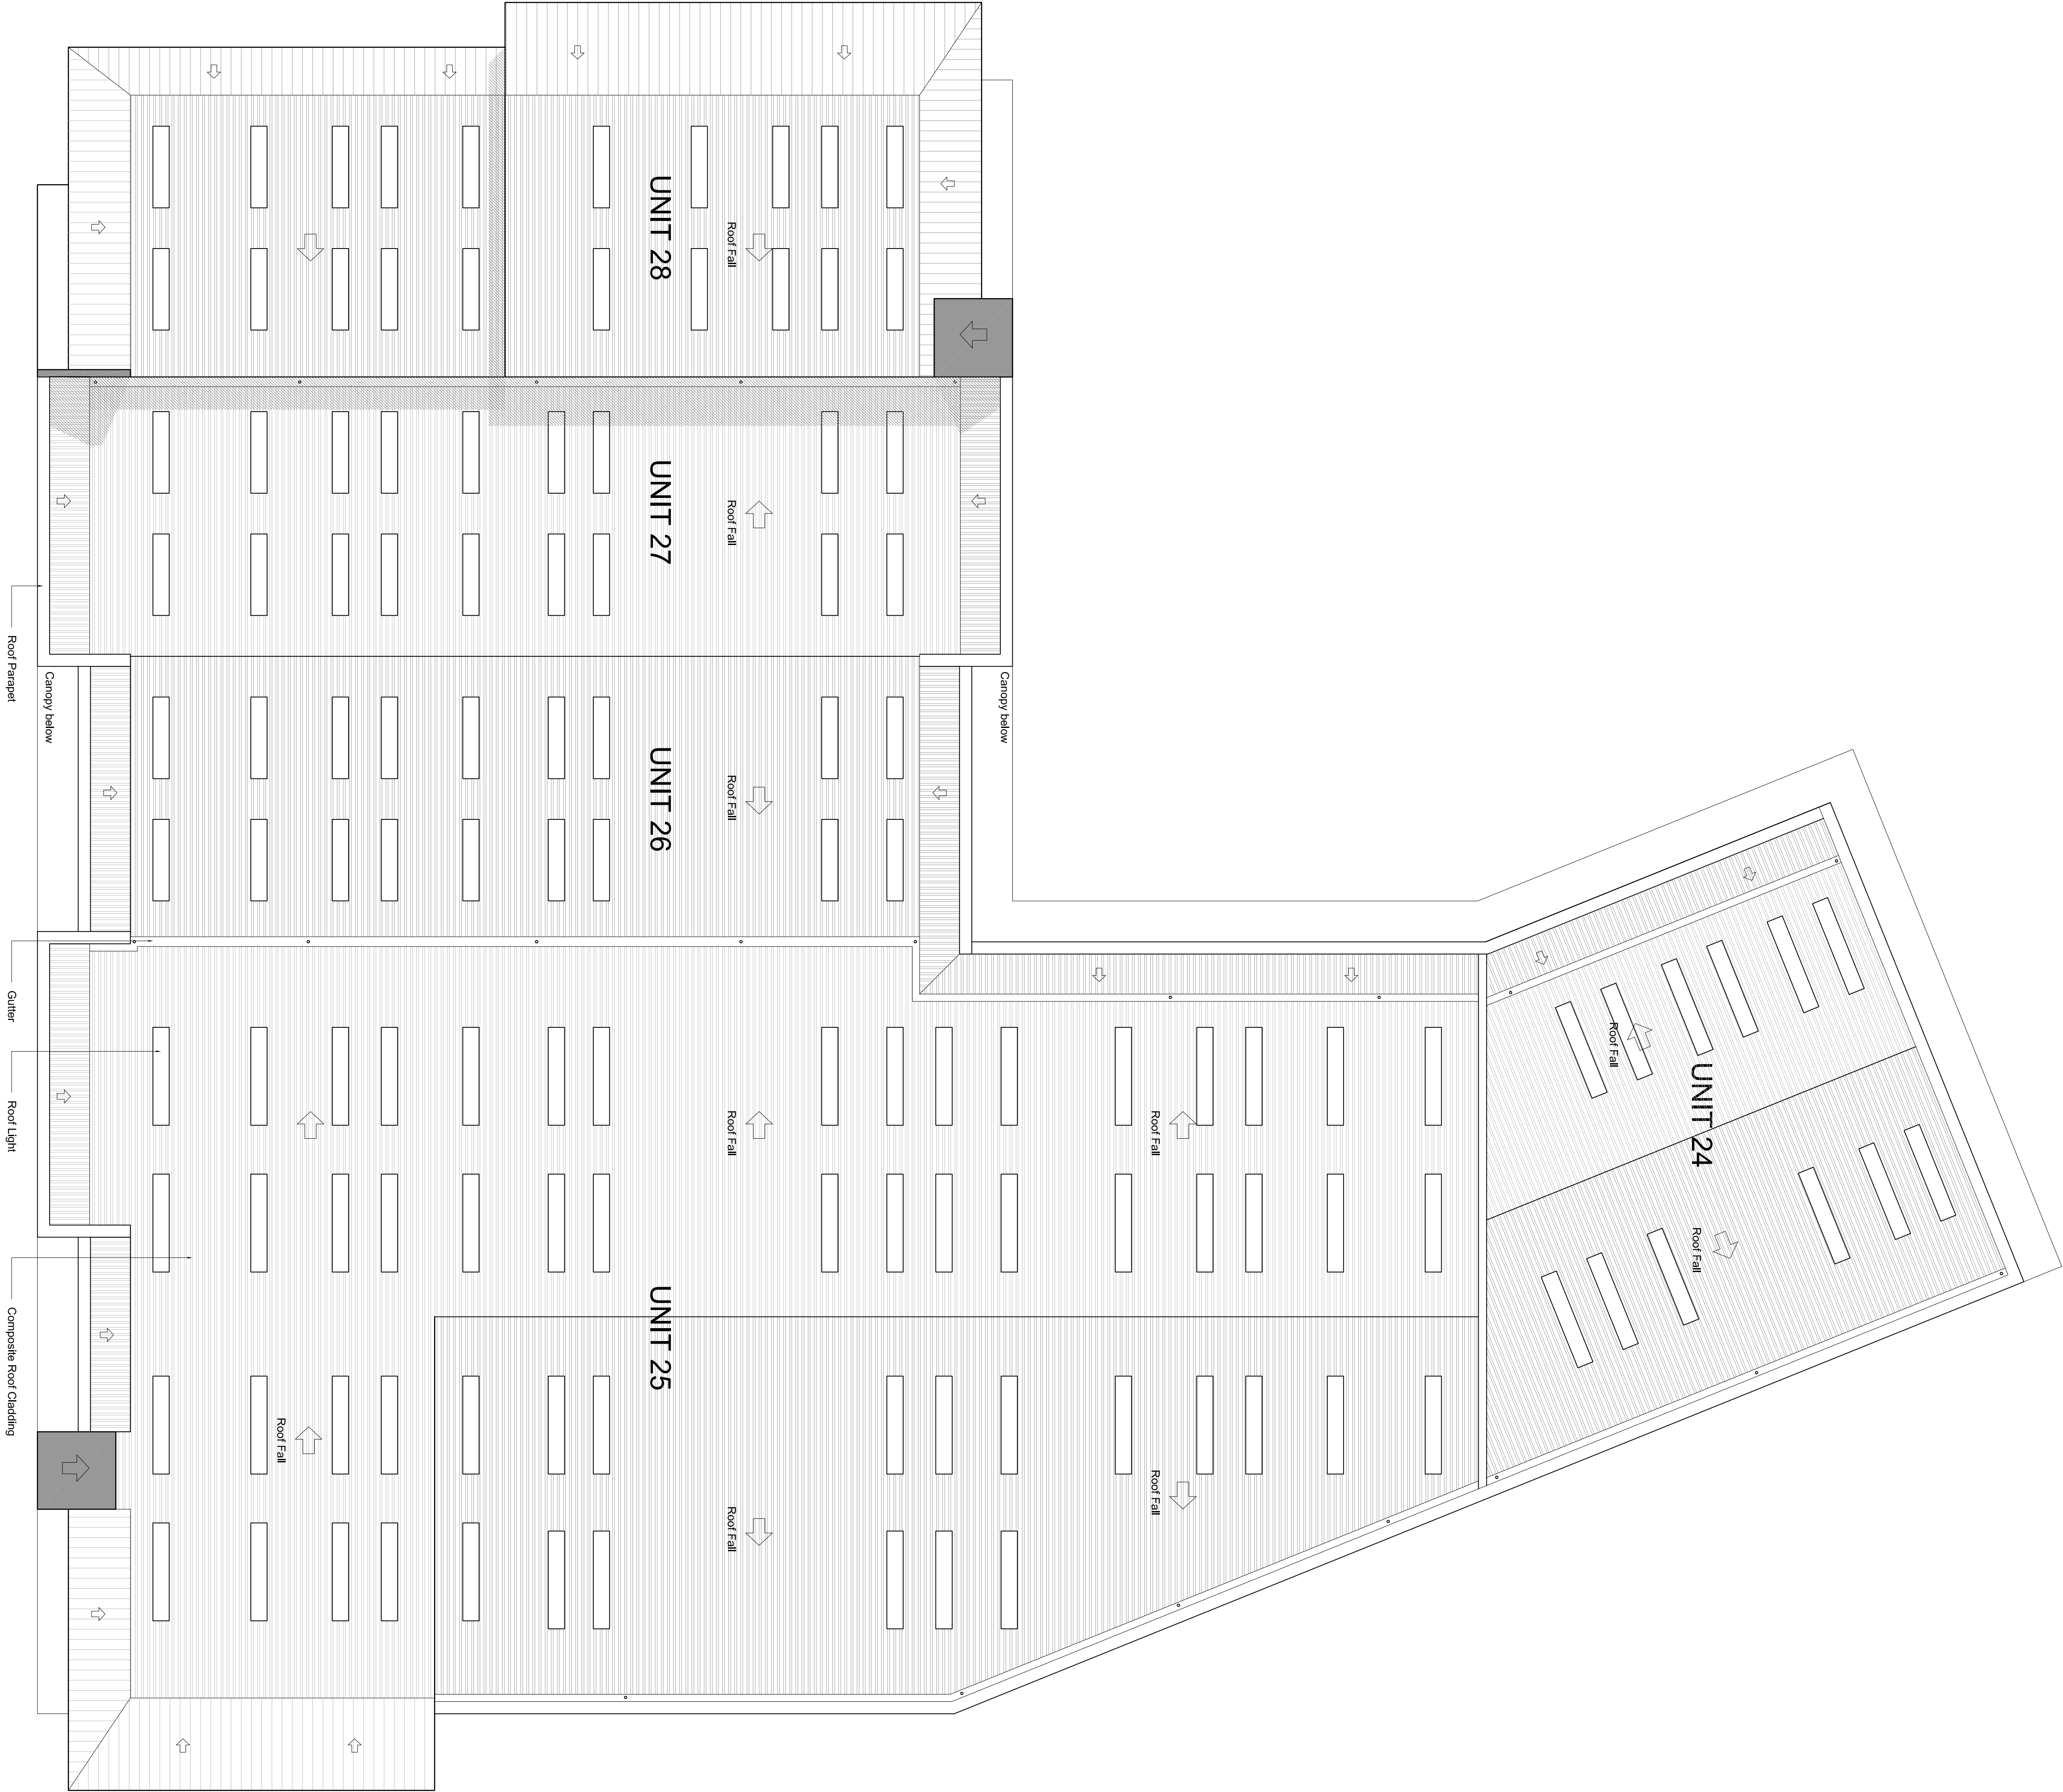 UNIT 28
Roof Fall
UNIT 27
Roof Fall
UNIT 26
Roof Fall
Canopy below
Canopy below
Roof Parapet
Gutter
Roof Light
Composite Roof Cladding
UNIT 24
Roof Fall
Roof Fall
Roof Fall
Roof Fall
UNIT 25
Roof Fall
Roof Fall
Roof Fall